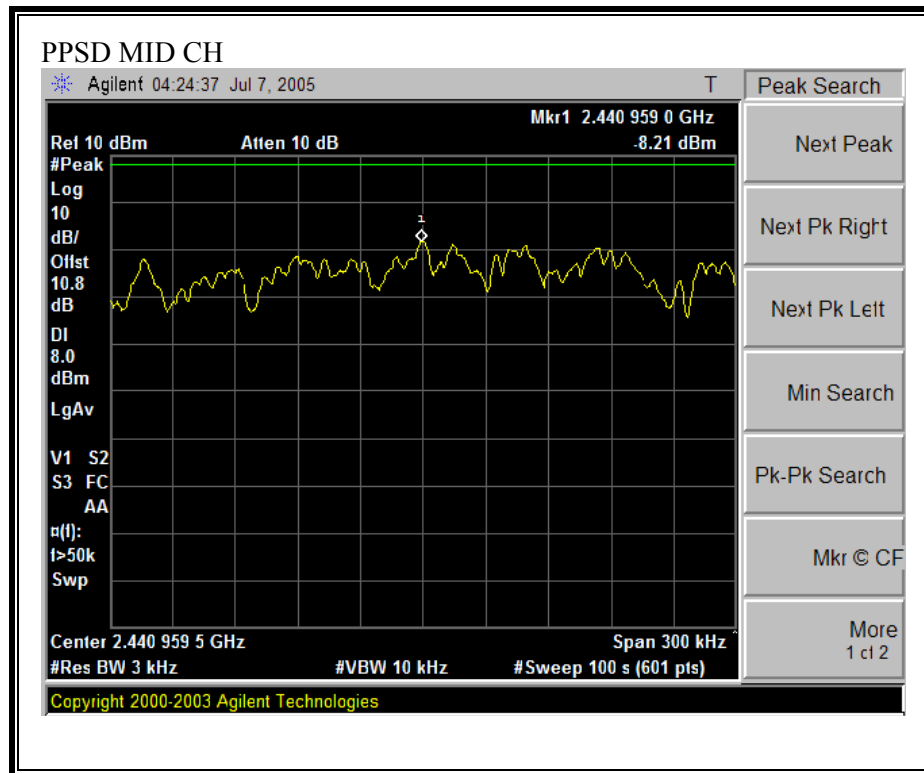 PPSD MID CH
Agilent 04:24:37 Jul 7, 2005 T
Peak Search
Mkr1 2.440 959 0 GHz
Ref 10 dBm Atten 10 dB -8.21 dBm
#Peak
Log
10
dB/
Offst
10.8
dB
DI
8.0
dBm
LgAv
V1 S2
S3 FC
AA
¤(f):
f>50k
Swp
1
Center 2.440 959 5 GHz Span 300 kHz ^
#Res BW 3 kHz #VBW 10 kHz #Sweep 100 s (601 pts)
Copyright 2000-2003 Agilent Technologies
Next Peak
Next Pk Right
Next Pk Left
Min Search
Pk-Pk Search
Mkr © CF
More
1 of 2